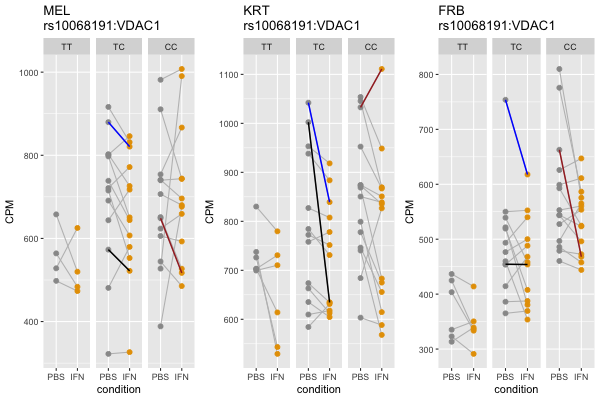 MEL
rs10068191:VDAC1
TT
TC
CC
1000
800
600
400
CPM
PBS IFN
PBS IFN
PBS IFN
condition
KRT
rs10068191:VDAC1
TT
TC
CC
1100
1000
900
800
700
600
CPM
PBS IFN
PBS IFN
PBS IFN
condition
FRB
rs10068191:VDAC1
TT
TC
CC
800
700
600
500
400
300
CPM
PBS IFN
PBS IFN
PBS IFN
condition